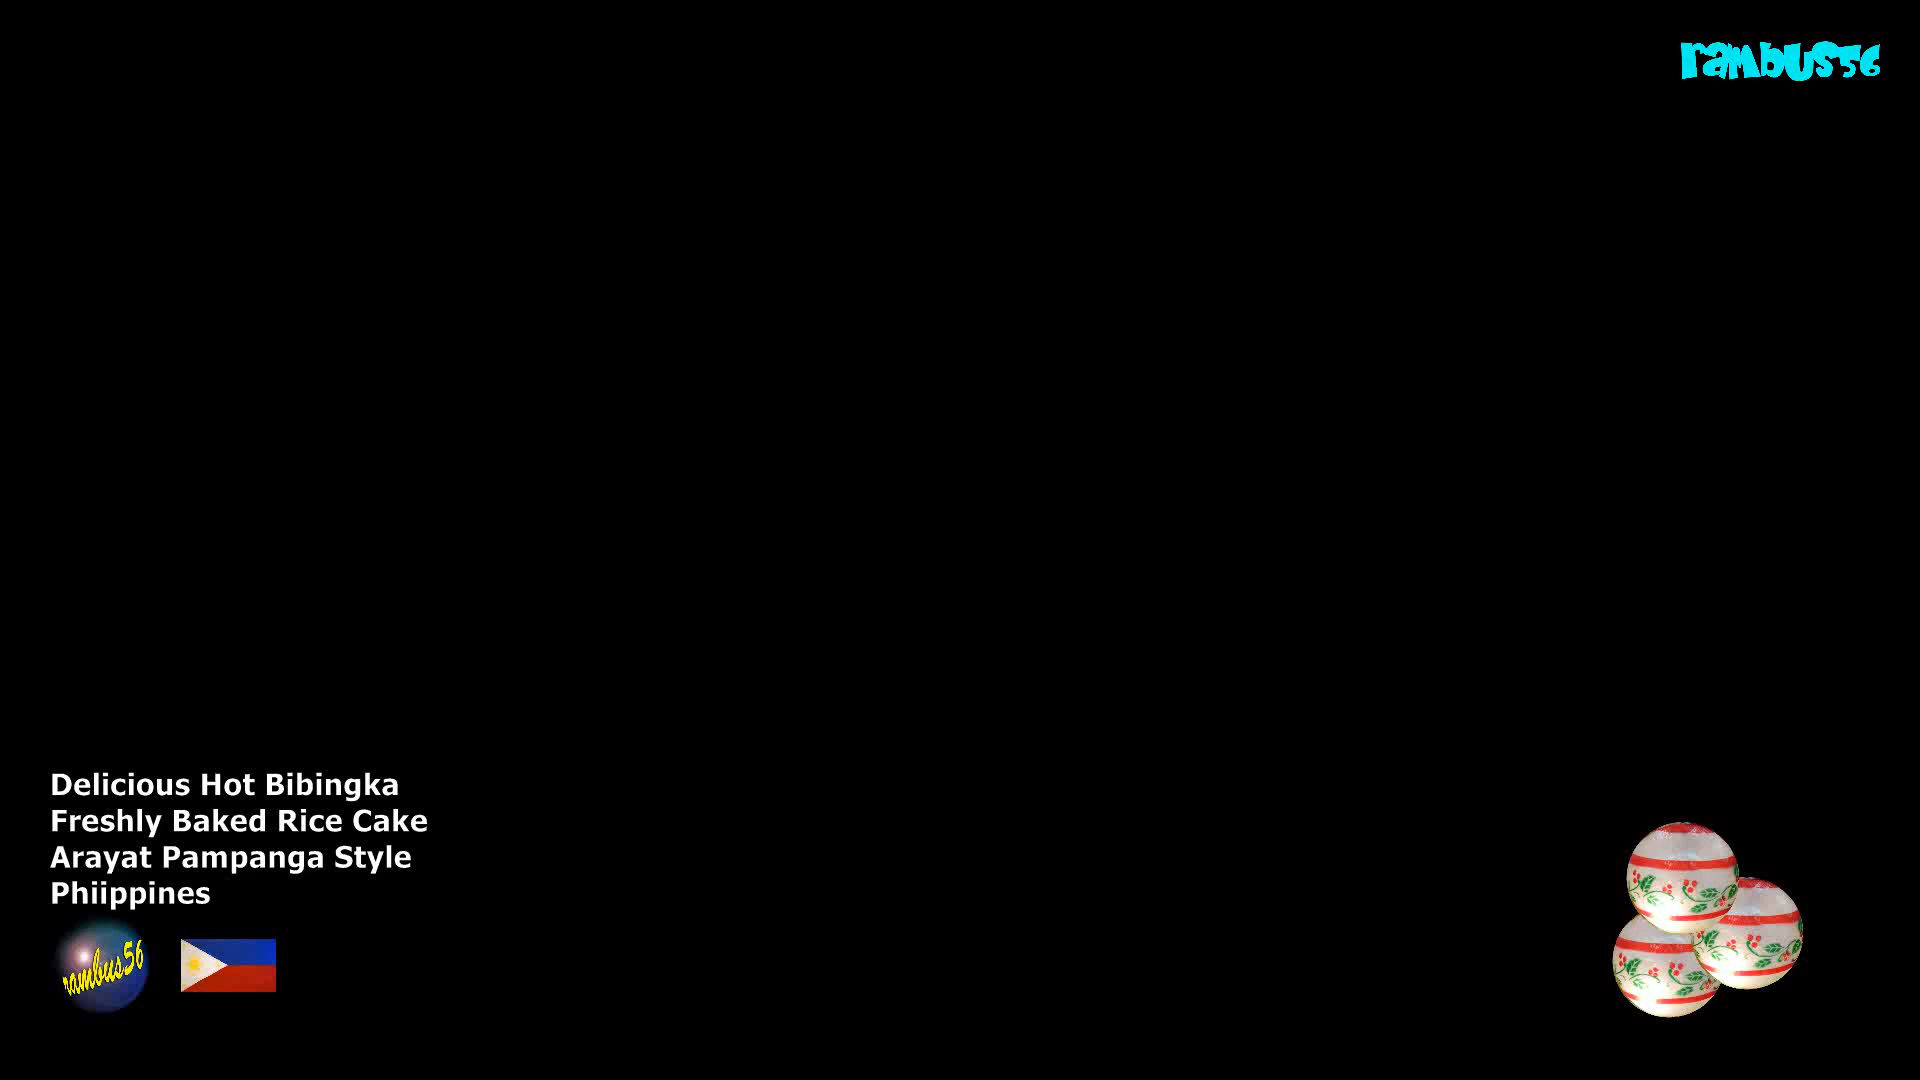 rambus56
Delicious Hot Bibingka
Freshly Baked Rice Cake
Arayat Pampanga Style
Phiippines
rambus56